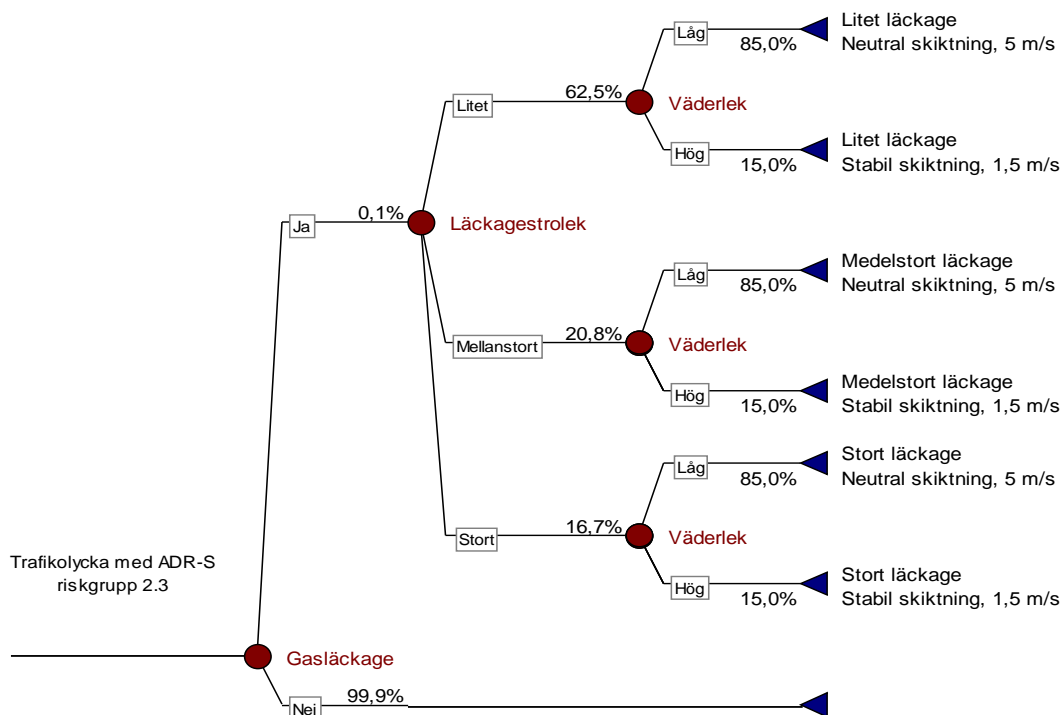 Låg
85,0%
Litet läckage
Neutral skiktning, 5 m/s
Litet
62,5%
Väderlek
Hög
15,0%
Litet läckage
Stabil skiktning, 1,5 m/s
Ja
0,1%
Läckagestrolek
Låg
85,0%
Medelstort läckage
Neutral skiktning, 5 m/s
Mellanstort
20,8%
Väderlek
Hög
15,0%
Medelstort läckage
Stabil skiktning, 1,5 m/s
Låg
85,0%
Stort läckage
Neutral skiktning, 5 m/s
Stort
16,7%
Väderlek
Hög
15,0%
Stort läckage
Stabil skiktning, 1,5 m/s
Trafikolycka med ADR-S
riskgrupp 2.3
Gasläckage
Nej
99,9%